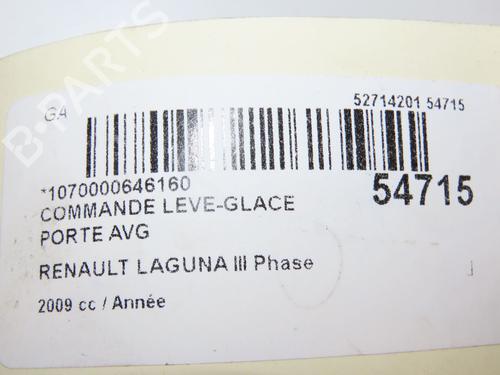 B-PARTS
GA
52714201 54715
*1070000646160
54715
COMMANDE LEVE-GLACE
PORTE AVG
RENAULT LAGUNA III Phase
2009 cc / Année